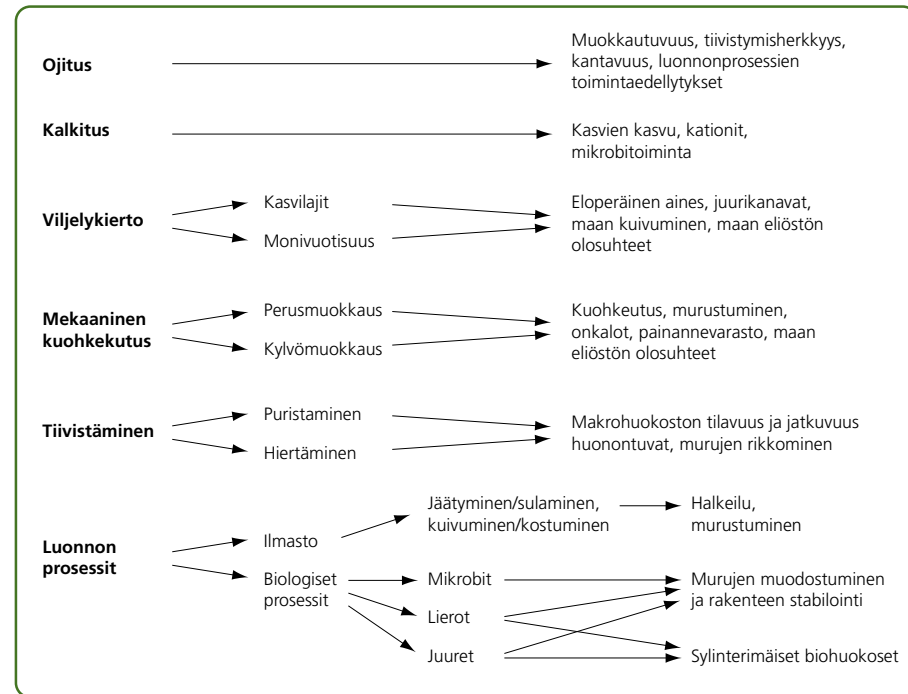 Ojitus
Muokkautuvuus, tiivistymisherkkyys,
kantavuus, luonnonprosessien
toimintaedellytykset
Kalkitus
Kasvien kasvu, kationit,
mikrobitoiminta
Viljelykierto
Kasvilajit
Monivuotisuus
Eloperäinen aines, juurikanavat,
maan kuivuminen, maan eliöstön
olosuhteet
Mekaaninen
kuohkekutus
Perusmuokkaus
Kylvömuokkaus
Kuohkeutus, murustuminen,
onkalot, painannevarasto, maan
eliöstön olosuhteet
Tiivistäminen
Puristaminen
Hiertäminen
Makrohuokoston tilavuus ja jatkuvuus
huonontuvat, murujen rikkominen
Luonnon
prosessit
Ilmasto
Jäätyminen/sulaminen,
kuivuminen/kostuminen
Halkeilu,
murustuminen
Biologiset
prosessit
Mikrobit
Lierot
Juuret
Murujen muodostuminen
ja rakenteen stabilointi
Sylinterimäiset biohuokoset